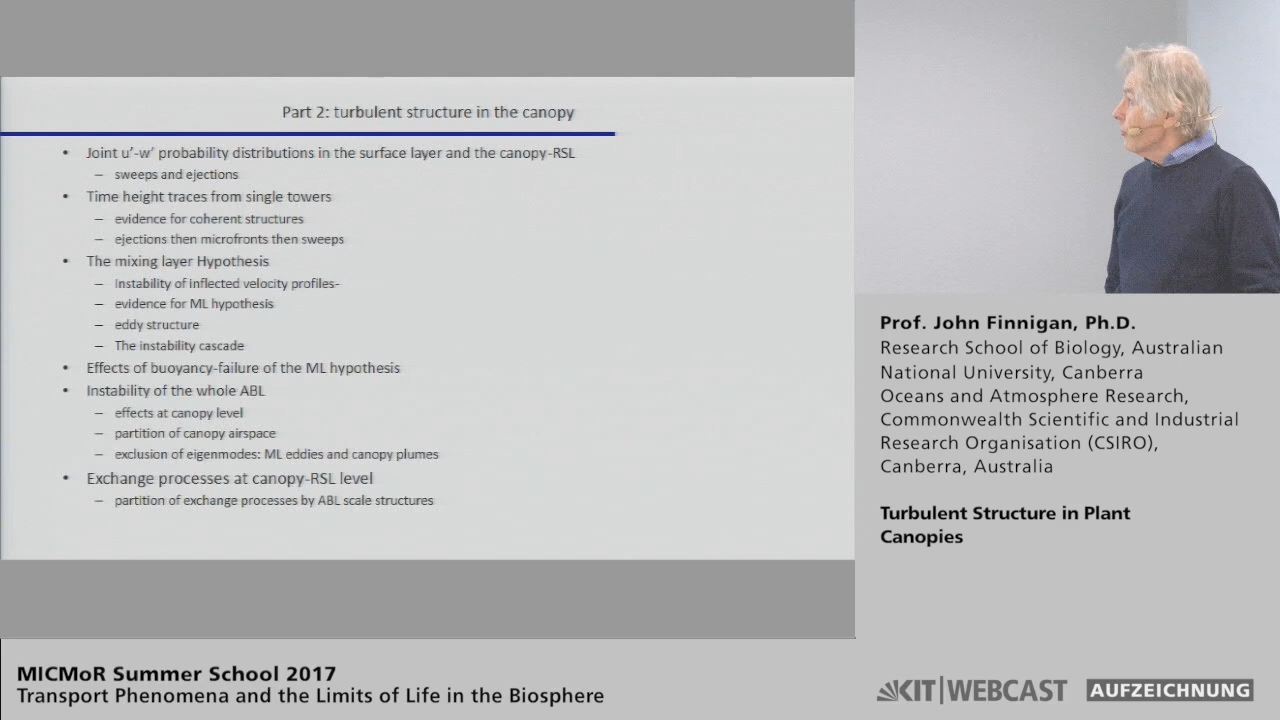 Part 2: turbulent structure in the canopy
• Joint u'-w' probability distributions in the surface layer and the canopy-RSL
– sweeps and ejections
• Time height traces from single towers
– evidence for coherent structures
– ejections then microfronts then sweeps
• The mixing layer Hypothesis
– Instability of inflected velocity profiles-
– evidence for ML hypothesis
– eddy structure
– The instability cascade
• Effects of buoyancy-failure of the ML hypothesis
• Instability of the whole ABL
– effects at canopy level
– partition of canopy airspace
– exclusion of eigenmodes: ML eddies and canopy plumes
• Exchange processes at canopy-RSL level
– partition of exchange processes by ABL scale structures
Prof. John Finnigan, Ph.D.
Research School of Biology, Australian
National University, Canberra
Oceans and Atmosphere Research,
Commonwealth Scientific and Industrial
Research Organisation (CSIRO),
Canberra, Australia
Turbulent Structure in Plant
Canopies
MICMoR Summer School 2017
Transport Phenomena and the Limits of Life in the Biosphere
KIT|WEBCAST AUFZEICHNUNG